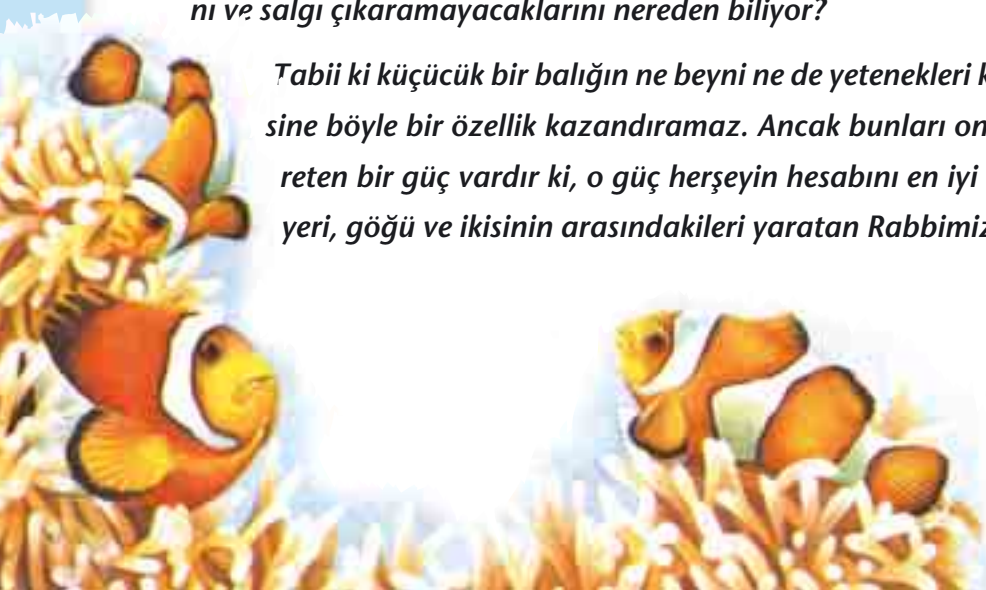 nı ve salgı çıkaramayacaklarını nereden biliyor?
Tabii ki küçücük bir balığın ne beyni ne de yetenekleri
sine böyle bir özellik kazandıramaz. Ancak bunları on
reten bir güç vardır ki, o güç herşeyin hesabını en iyi
yeri, göğü ve ikisinin arasındakileri yaratan Rabbimiz